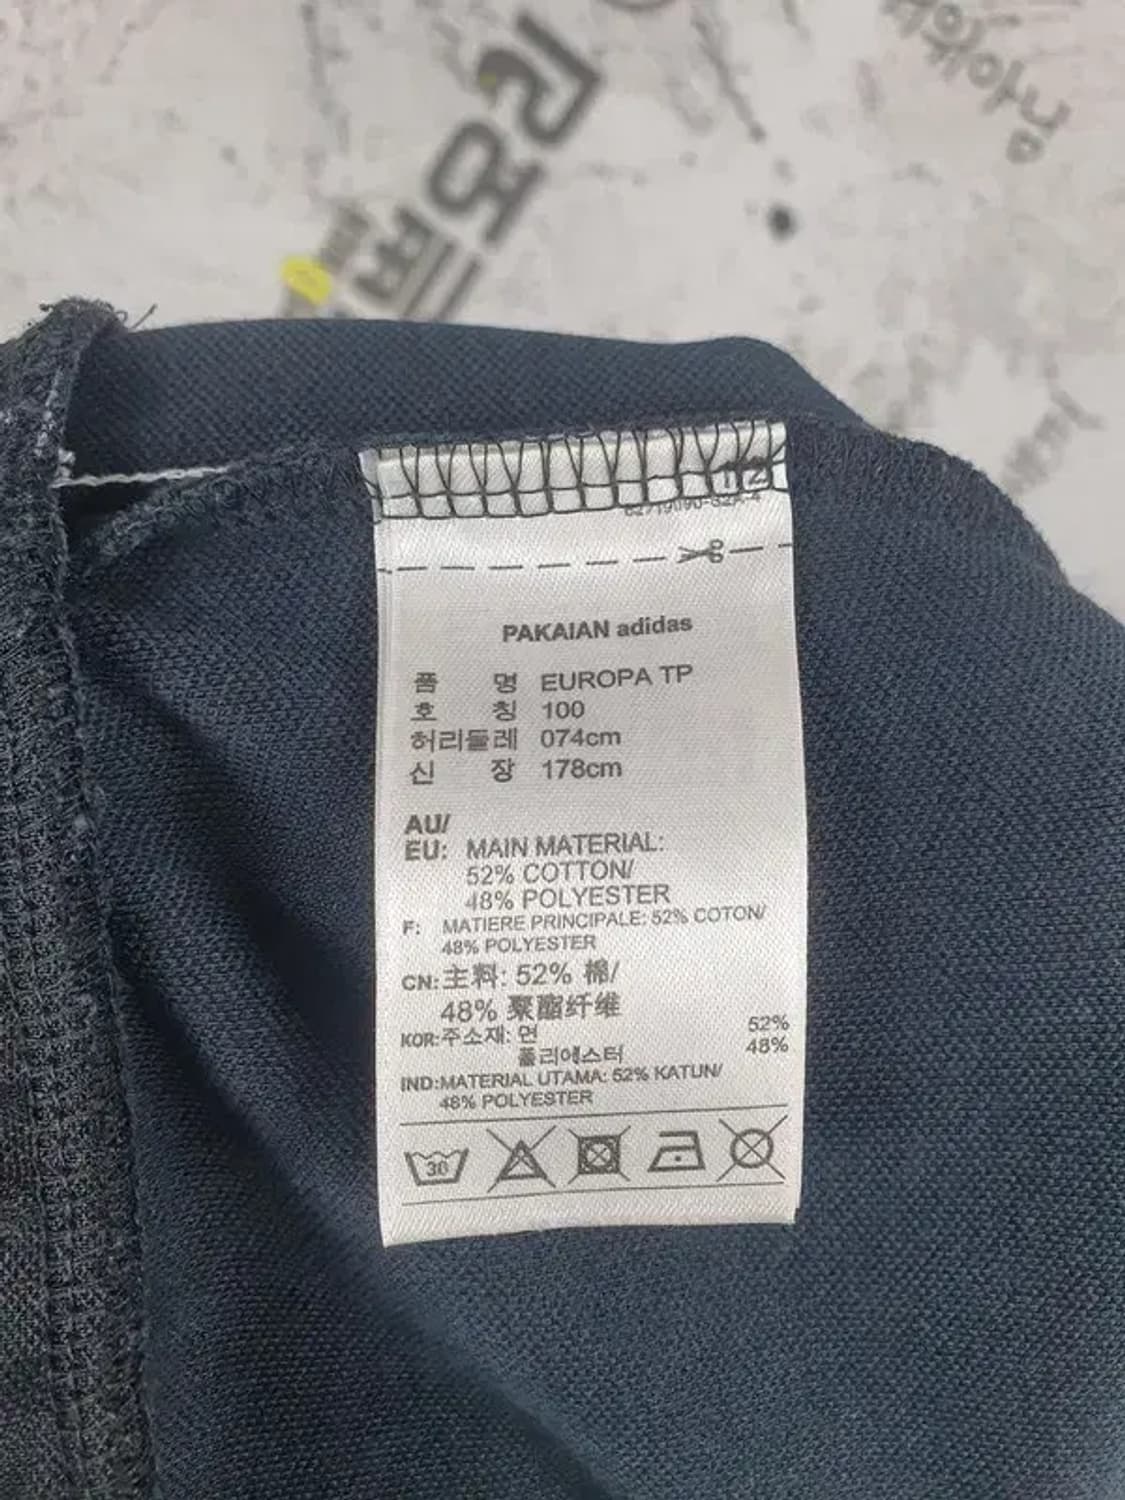 PAKAIAN adidas
품 명 EUROPA TP
호 칭 100
허리둘레 074cm
신 장 178cm
AU/
EU: MAIN MATERIAL:
52% COTTON/
48% POLYESTER
F: MATIERE PRINCIPALE: 52% COTON/
48% POLYESTER
CN: 主料: 52% 棉/
48% 聚酯纤维
KOR: 주소재: 면 52%
폴리에스터 48%
IND: MATERIAL UTAMA: 52% KATUN/
48% POLYESTER
30